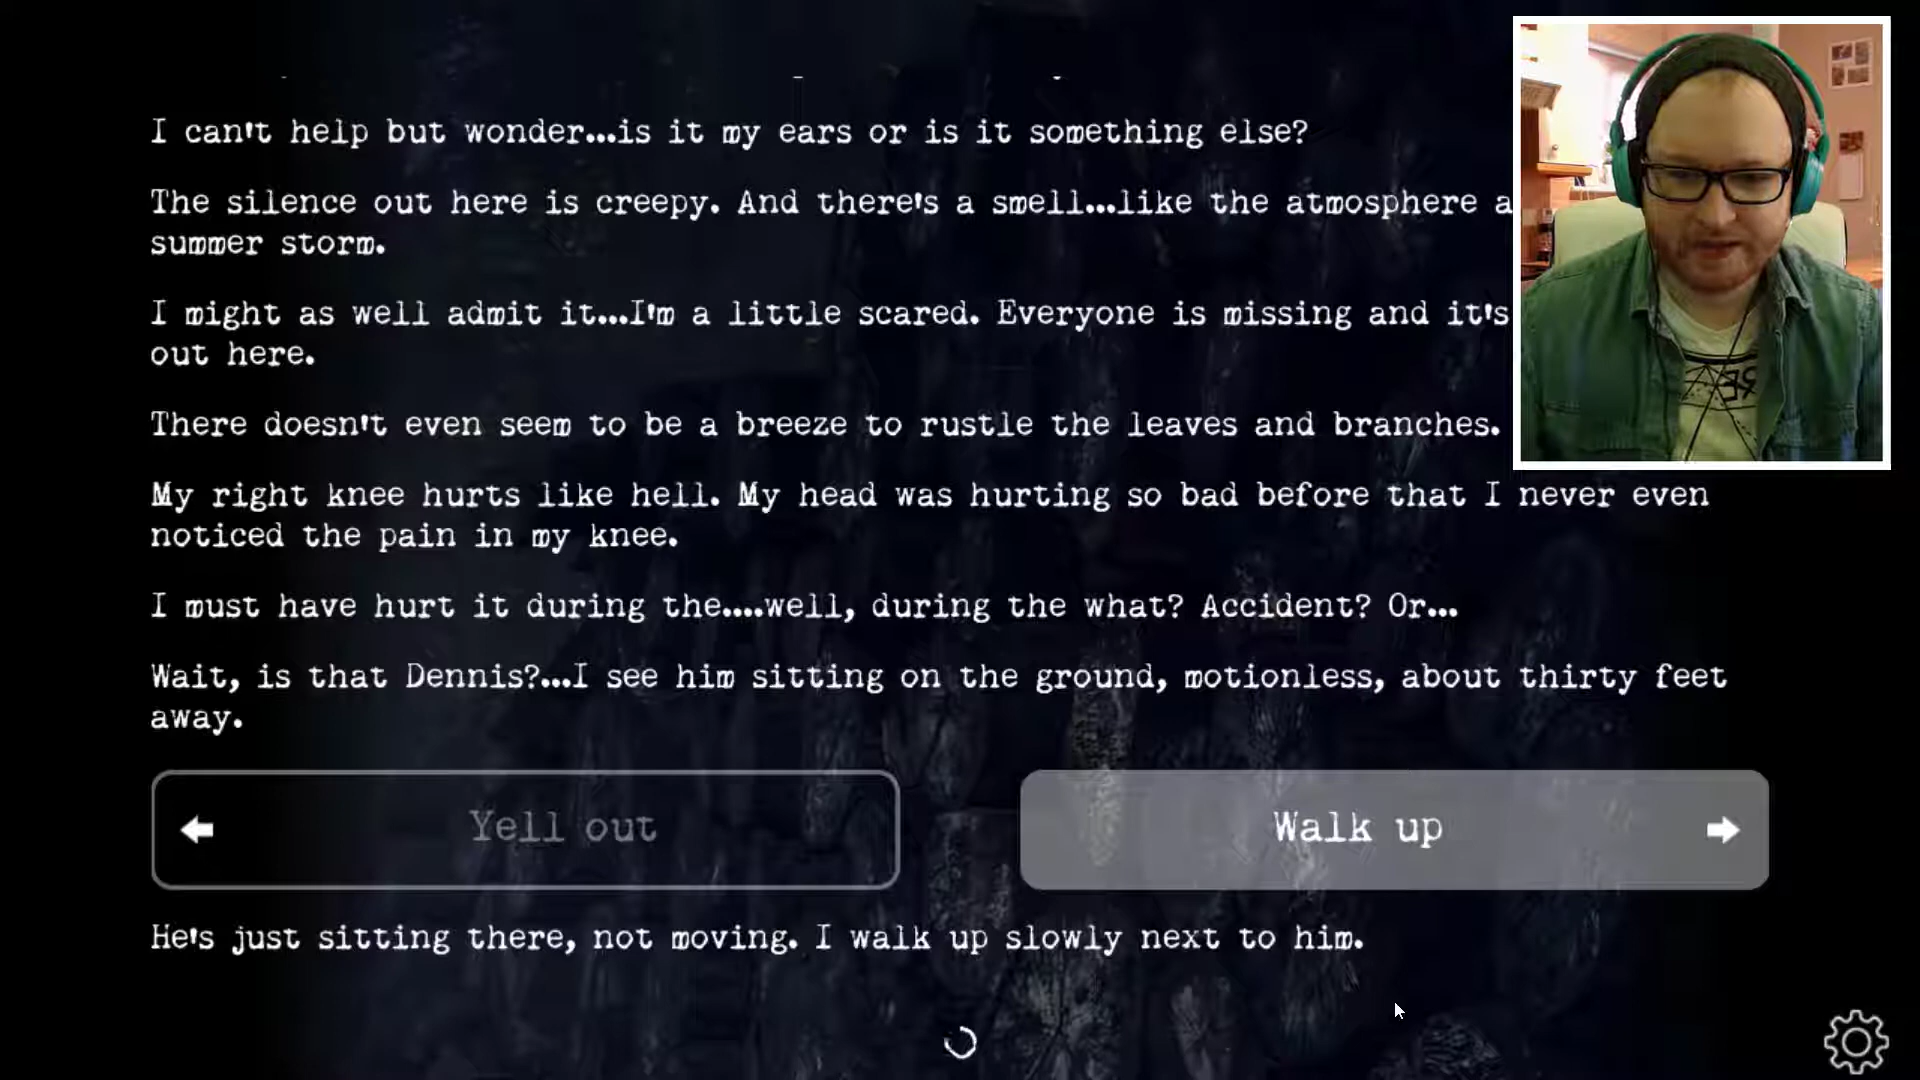 I can't help but wonder...is it my ears or is it something else?
The silence out here is creepy. And there's a smell...like the atmosphere a
summer storm.
I might as well admit it...I'm a little scared. Everyone is missing and it's
out here.
There doesn't even seem to be a breeze to rustle the leaves and branches.
My right knee hurts like hell. My head was hurting so bad before that I never even
noticed the pain in my knee.
I must have hurt it during the....well, during the what? Accident? Or...
Wait, is that Dennis?...I see him sitting on the ground, motionless, about thirty feet
away.
Yell out
Walk up
He's just sitting there, not moving. I walk up slowly next to him.